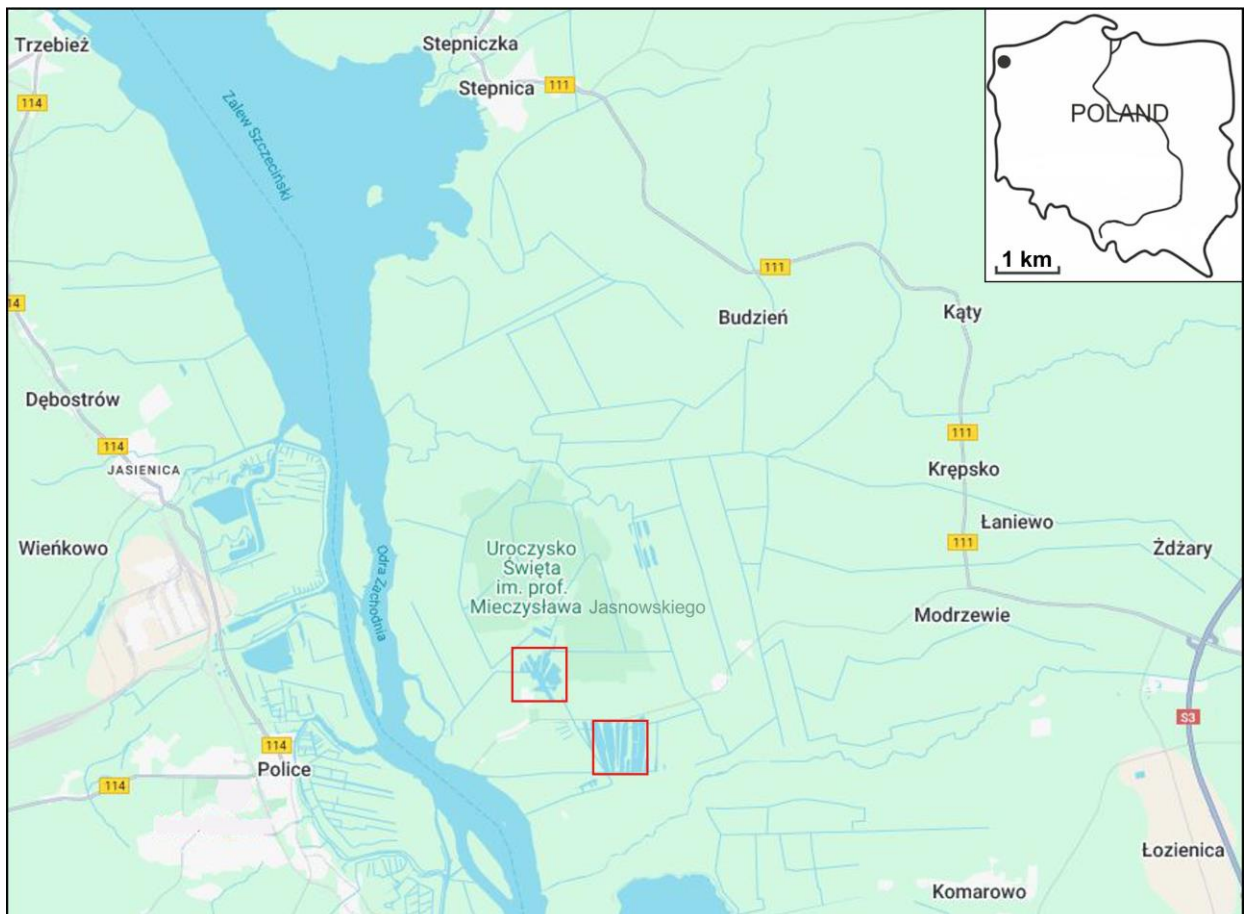 Trzebież
Stepniczka
Stepnica
111
114
Zalew Szczeciński
POLAND
1 km
111
Budzień
Kąty
14
Dębostrów
114
JASIENICA
111
Krępsko
Łaniewo
Wieńkowo
111
Żdżary
Odra Zachodnia
Uroczysko
Święta
im. prof.
Mieczysława Jasnowskiego
Modrzewie
S3
114
Police
114
Łozienica
Komarowo